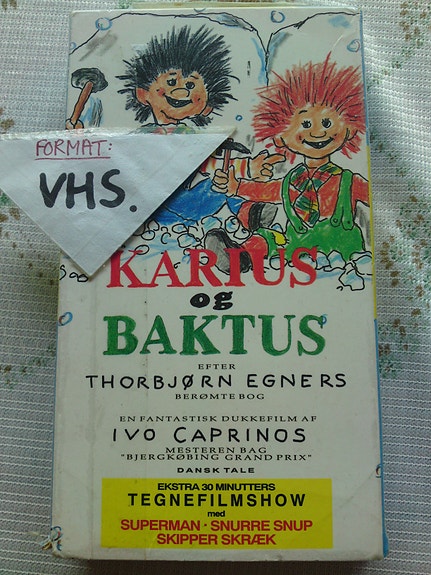 FORMAT:
VHS.
KARIUS
og
BAKTUS
EFTER
THORBJØRN EGNERS
BERØMTE BOG
EN FANTASTISK DUKKEFILM AF
IVO CAPRINOS
MESTEREN BAG
"BJERGKØBING GRAND PRIX"
DANSK TALE
EKSTRA 30 MINUTTERS
TEGNEFILMSHOW
med
SUPERMAN · SNURRE SNUP
SKIPPER SKRÆK